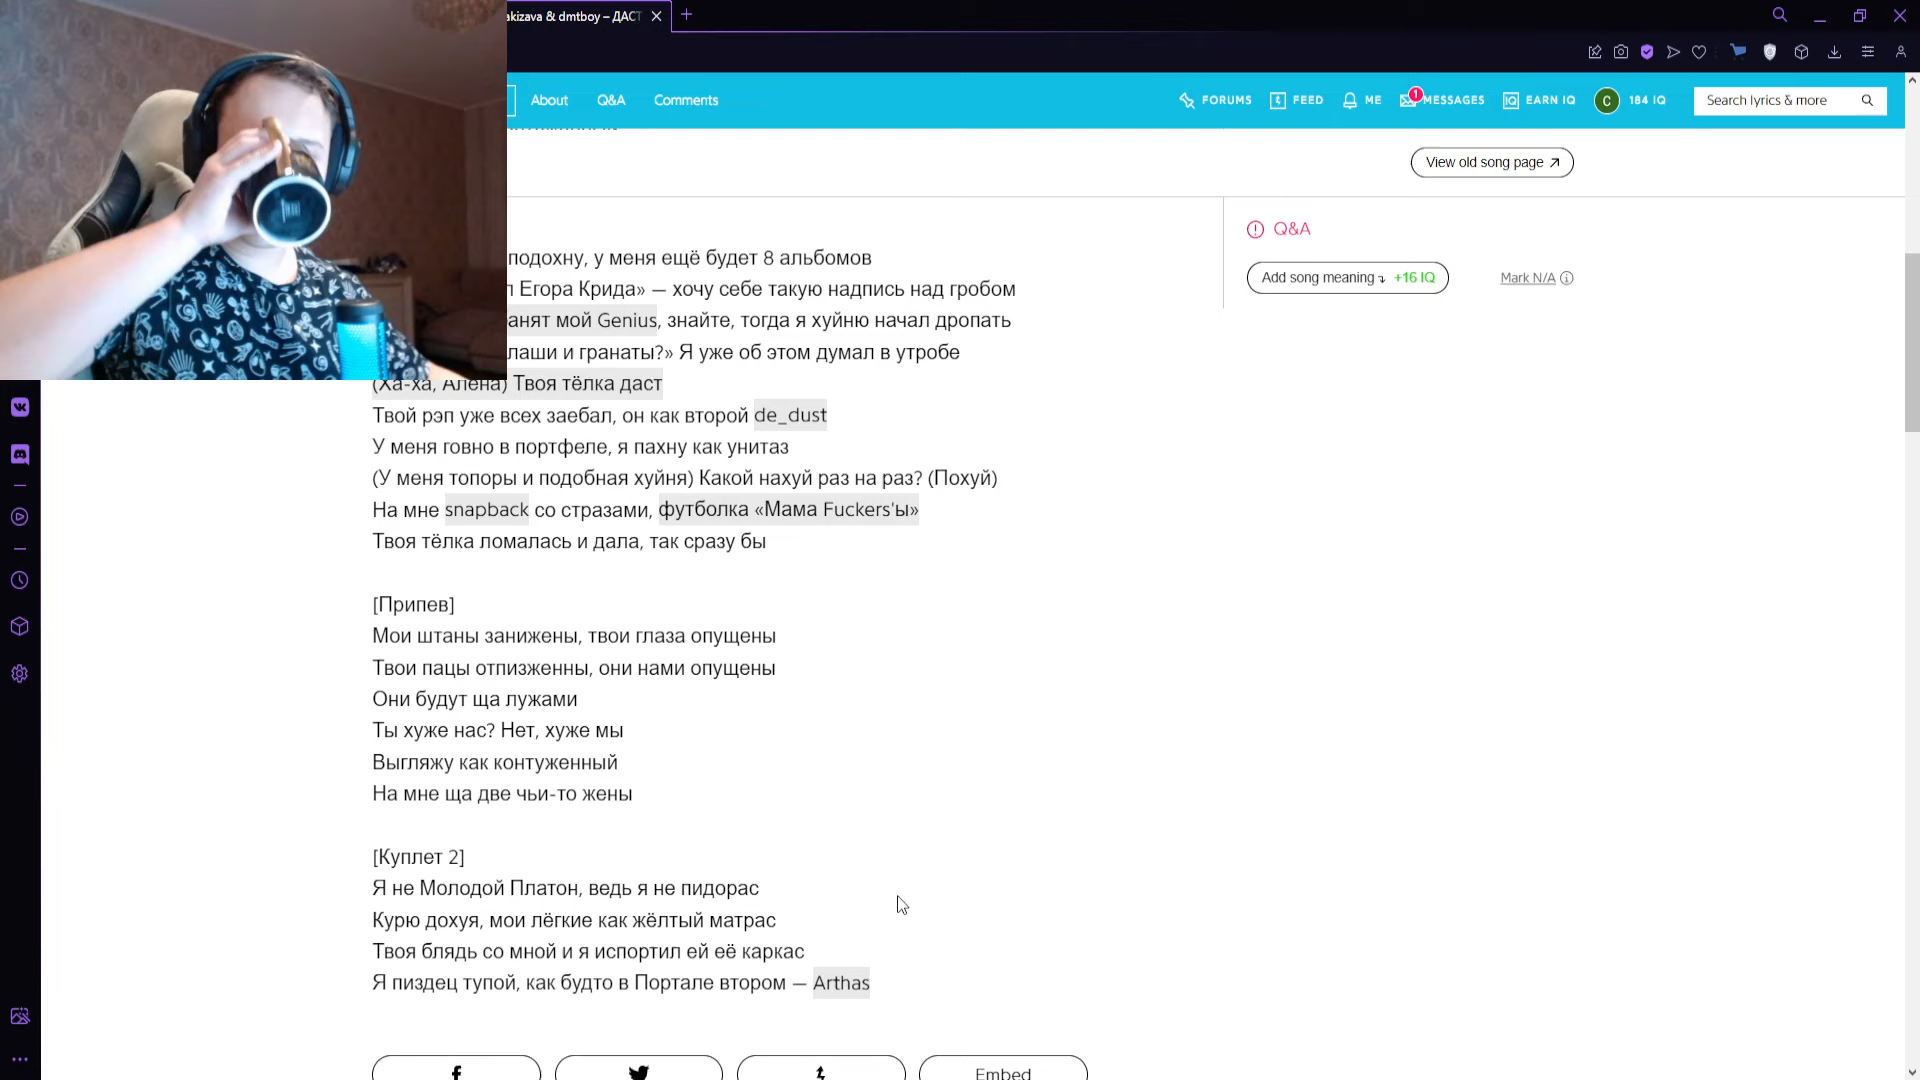 akizava & dmtboy – ДАСТ
About
Q&A
Comments
FORUMS
FEED
ME
1
MESSAGES
EARN IQ
C
184 IQ
Search lyrics & more
View old song page
Q&A
Add song meaning
+16 IQ
Mark N/A
подохну, у меня ещё будет 8 альбомов
л Егора Крида» — хочу себе такую надпись над гробом
анят мой Genius, знайте, тогда я хуйню начал дропать
лаши и гранаты?» Я уже об этом думал в утробе
(Ха-ха, Алёна) Твоя тёлка даст
Твой рэп уже всех заебал, он как второй de_dust
У меня говно в портфеле, я пахну как унитаз
(У меня топоры и подобная хуйня) Какой нахуй раз на раз? (Похуй)
На мне snapback со стразами, футболка «Мама Fuckers'ы»
Твоя тёлка ломалась и дала, так сразу бы
[Припев]
Мои штаны занижены, твои глаза опущены
Твои пацы отпизженны, они нами опущены
Они будут ща лужами
Ты хуже нас? Нет, хуже мы
Выгляжу как контуженный
На мне ща две чьи-то жены
[Куплет 2]
Я не Молодой Платон, ведь я не пидорас
Курю дохуя, мои лёгкие как жёлтый матрас
Твоя блядь со мной и я испортил ей её каркас
Я пиздец тупой, как будто в Портале втором — Arthas
Embed